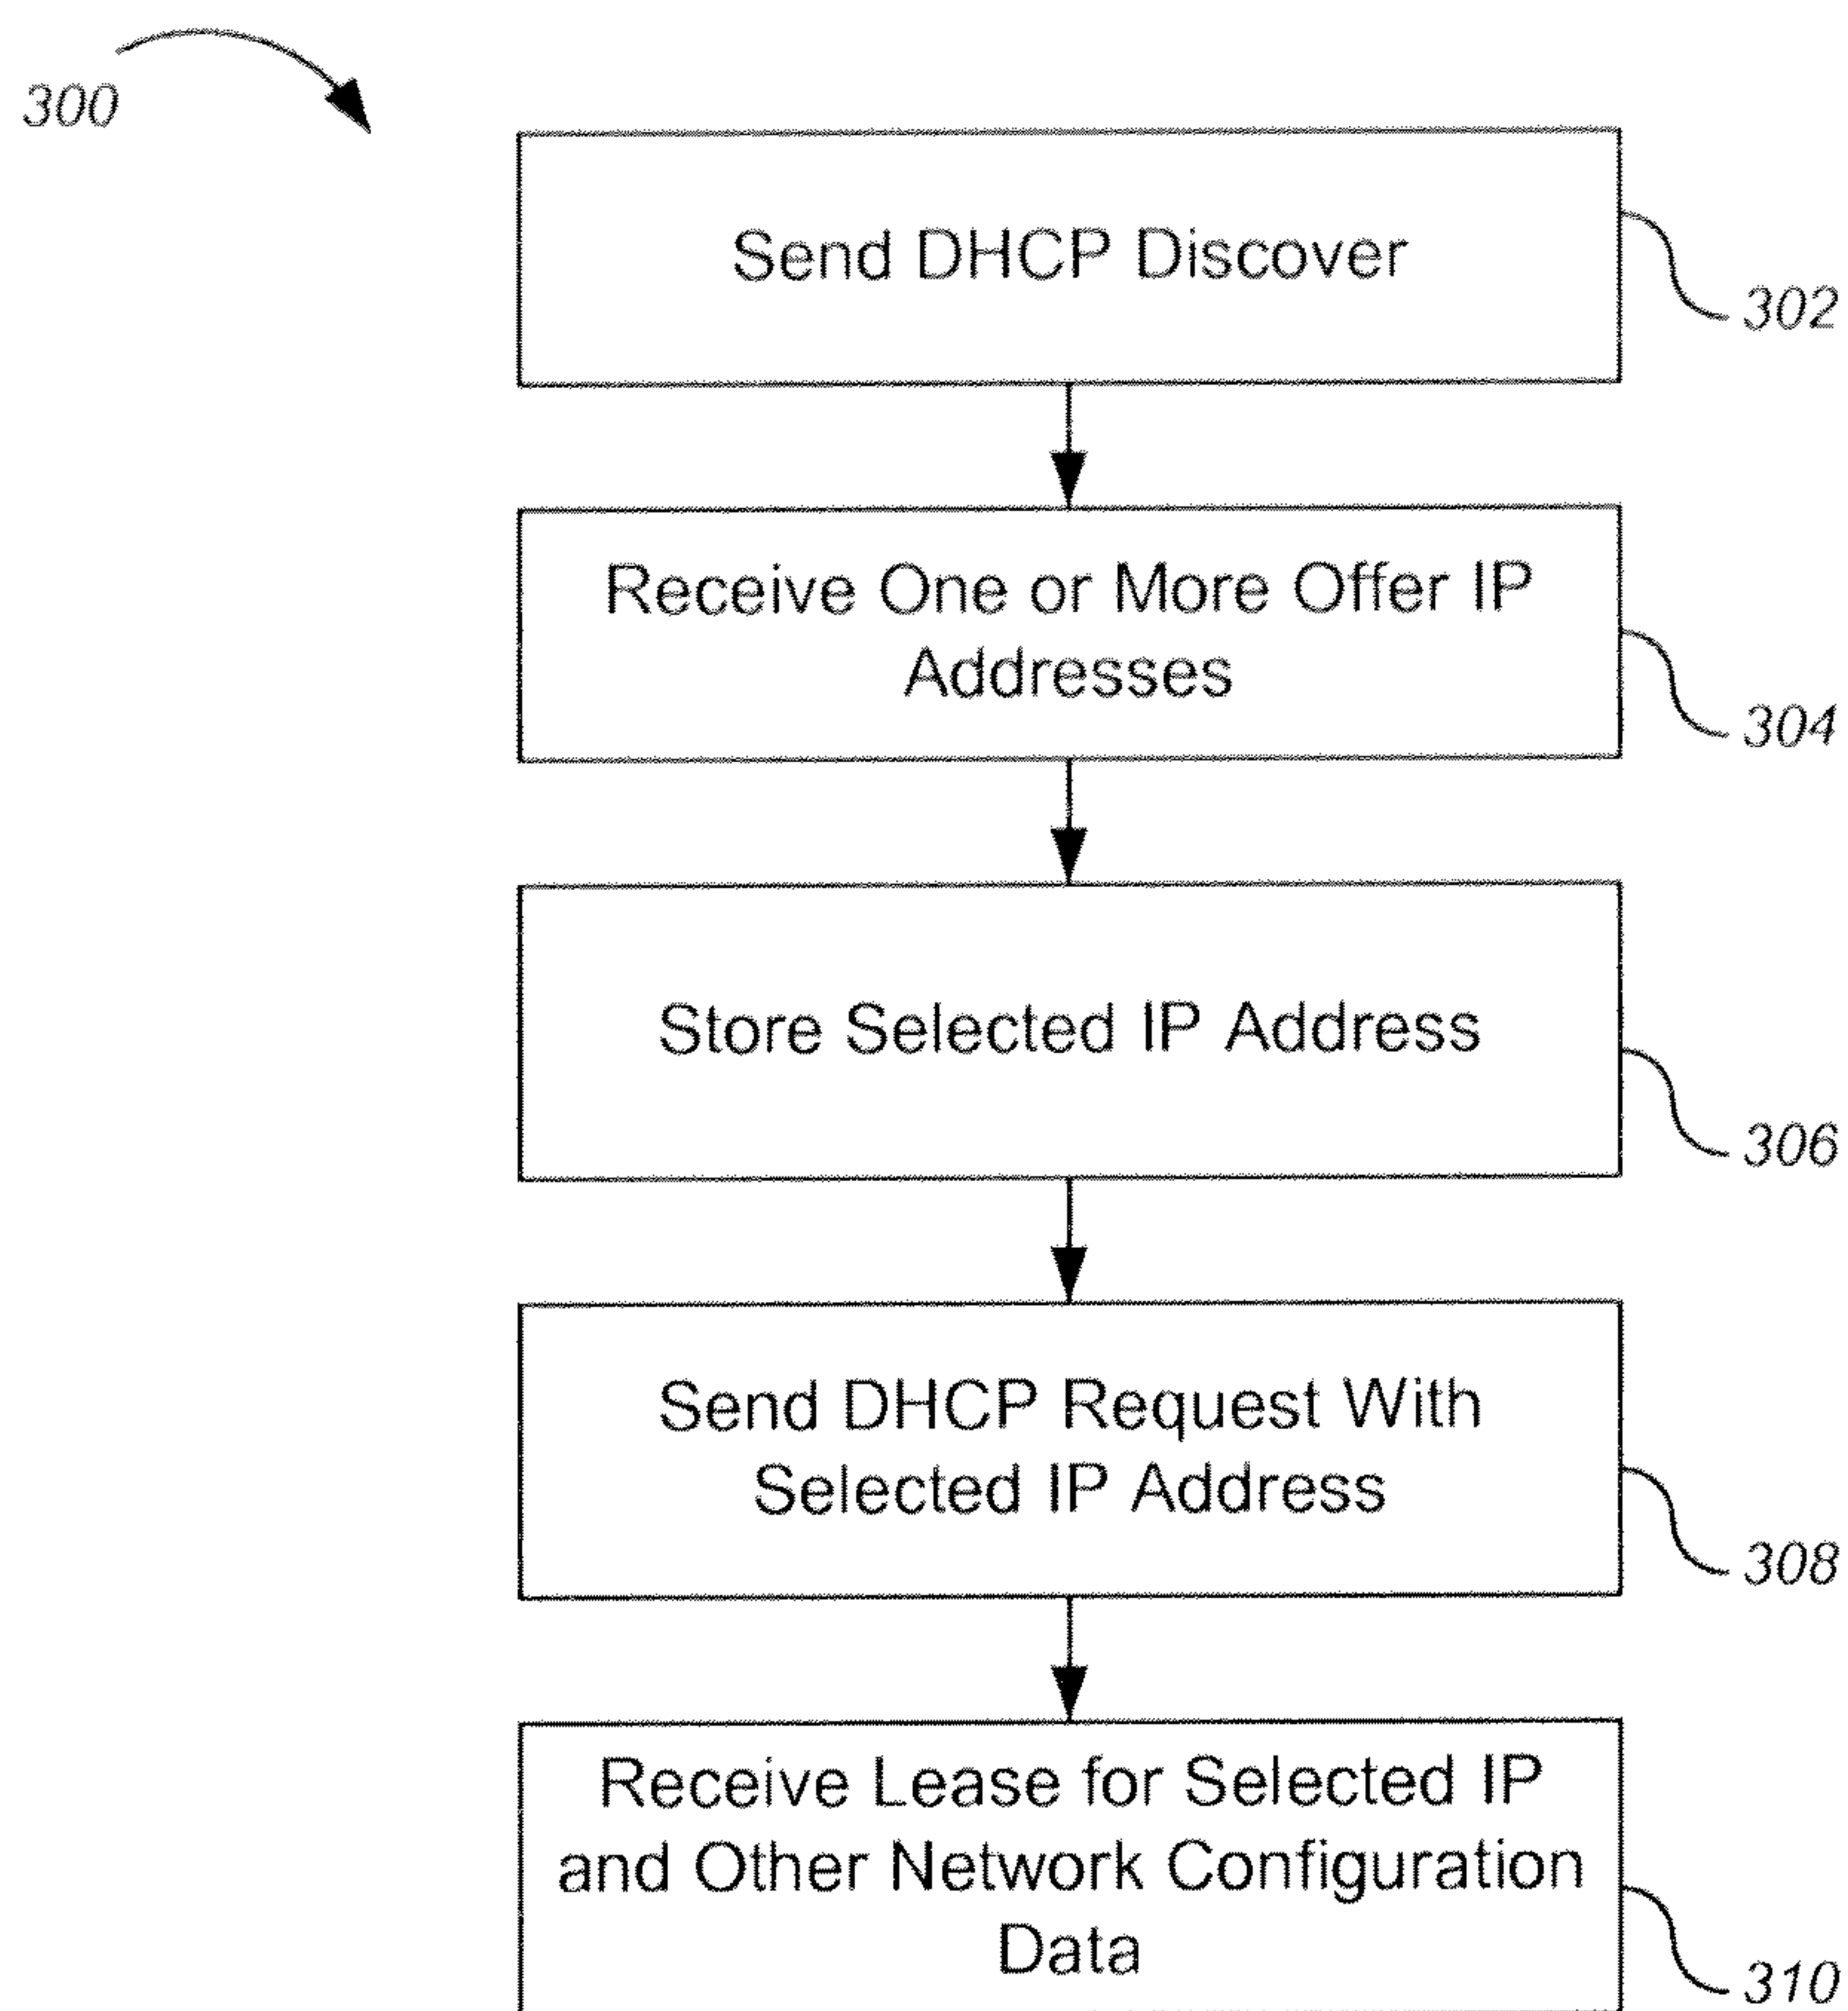 300
Send DHCP Discover
302
Receive One or More Offer IP
Addresses
304
Store Selected IP Address
306
Send DHCP Request With
Selected IP Address
308
Receive Lease for Selected IP
and Other Network Configuration
Data
310